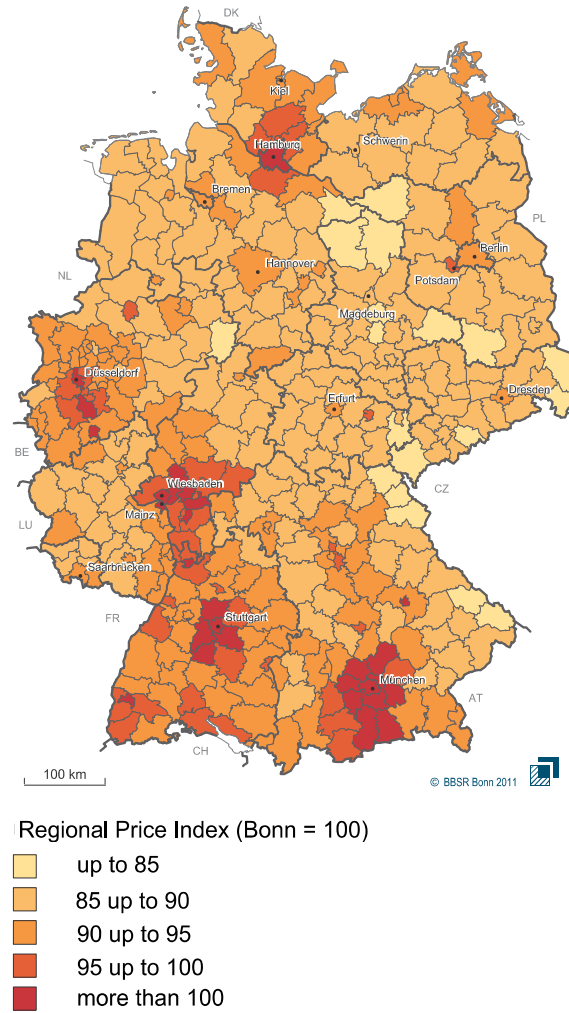 DK
Kiel
Hamburg
Schwerin
Bremen
PL
Berlin
Hannover
NL
Potsdam
Magdeburg
Düsseldorf
Erfurt
Dresden
BE
Wiesbaden
CZ
Mainz
LU
Saarbrücken
FR
Stuttgart
München
AT
CH
100 km
© BBSR Bonn 2011
Regional Price Index (Bonn = 100)
up to 85
85 up to 90
90 up to 95
95 up to 100
more than 100